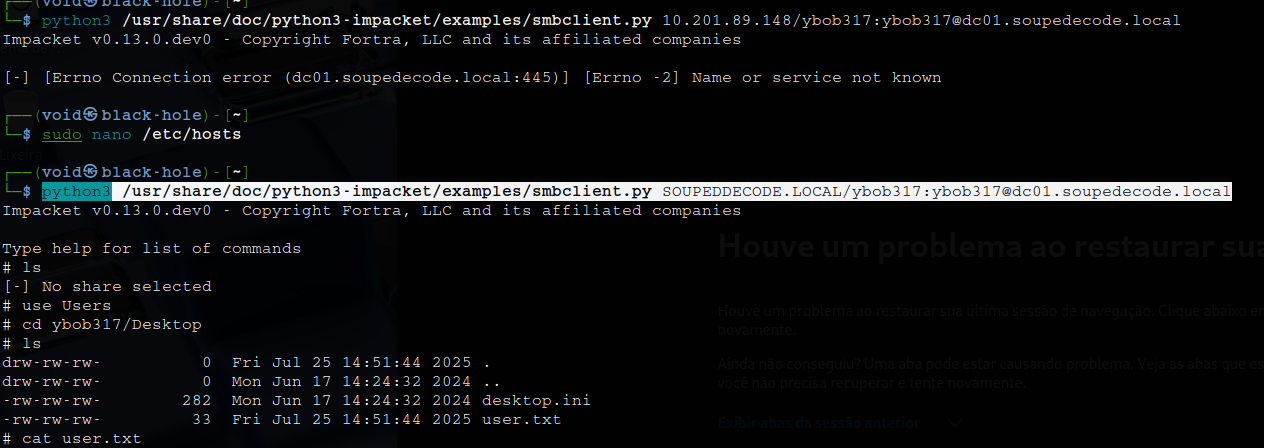 ┌──(void㉿black-hole)-[~]
└─$ python3 /usr/share/doc/python3-impacket/examples/smbclient.py 10.201.89.148/ybob317:ybob317@dc01.soupedecode.local
Impacket v0.13.0.dev0 - Copyright Fortra, LLC and its affiliated companies
[-] [Errno Connection error (dc01.soupedecode.local:445)] [Errno -2] Name or service not known
┌──(void㉿black-hole)-[~]
└─$ sudo nano /etc/hosts
Lixeira
┌──(void㉿black-hole)-[~]
└─$ python3 /usr/share/doc/python3-impacket/examples/smbclient.py SOUPEDDECODE.LOCAL/ybob317:ybob317@dc01.soupedecode.local
Impacket v0.13.0.dev0 - Copyright Fortra, LLC and its affiliated companies
Type help for list of commands
# ls
[-] No share selected
# use Users
# cd ybob317/Desktop
# ls
drw-rw-rw-          0  Fri Jul 25 14:51:44 2025 .
drw-rw-rw-          0  Mon Jun 17 14:24:32 2024 ..
-rw-rw-rw-        282  Mon Jun 17 14:24:32 2024 desktop.ini
-rw-rw-rw-         33  Fri Jul 25 14:51:44 2025 user.txt
# cat user.txt
Houve um problema ao restaurar sua
Houve um problema ao restaurar sua última sessão de navegação. Clique abaixo
novamente.
Ainda não conseguiu? Uma aba pode estar causando problema. Veja as abas que
você não precisa recuperar e tente novamente.
Exibir abas da sessão anterior